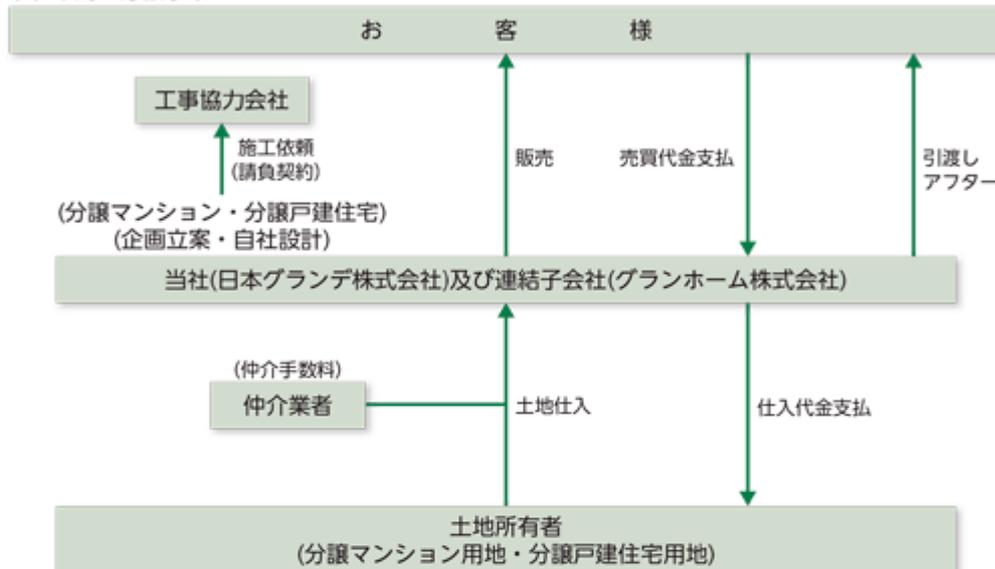 お客様
工事協力会社
施工依頼
(請負契約)
販売
売買代金支払
引渡し
アフター
(分譲マンション・分譲戸建住宅)
(企画立案・自社設計)
当社(日本グランデ株式会社)及び連結子会社(グランホーム株式会社)
(仲介手数料)
仲介業者
土地仕入
仕入代金支払
土地所有者
(分譲マンション用地・分譲戸建住宅用地)